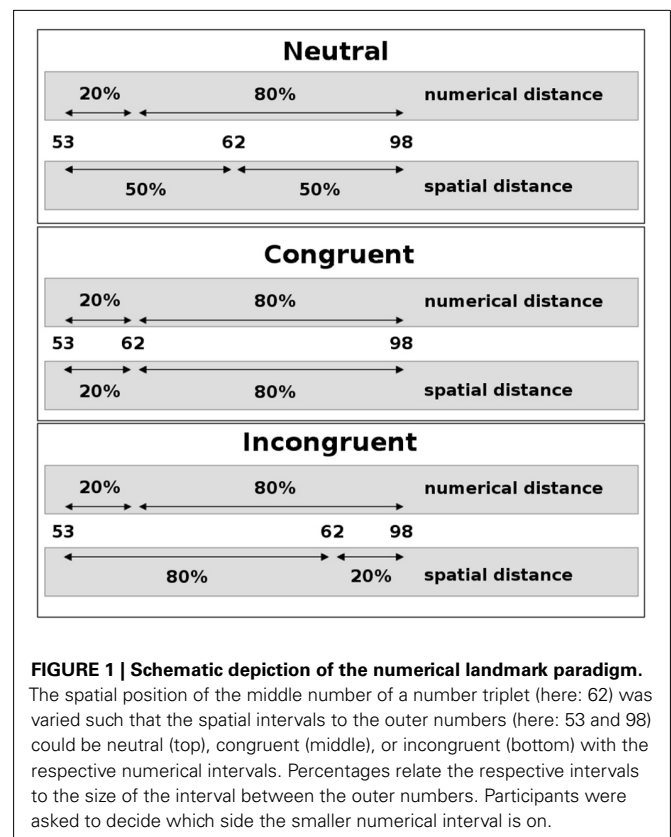 Neutral
20% 80% numerical distance
53 62 98
50% 50% spatial distance
Congruent
20% 80% numerical distance
53 62 98
20% 80% spatial distance
Incongruent
20% 80% numerical distance
53 62 98
80% 20% spatial distance
FIGURE 1 | Schematic depiction of the numerical landmark paradigm.
The spatial position of the middle number of a number triplet (here: 62) was
varied such that the spatial intervals to the outer numbers (here: 53 and 98)
could be neutral (top), congruent (middle), or incongruent (bottom) with the
respective numerical intervals. Percentages relate the respective intervals
to the size of the interval between the outer numbers. Participants were
asked to decide which side the smaller numerical interval is on.